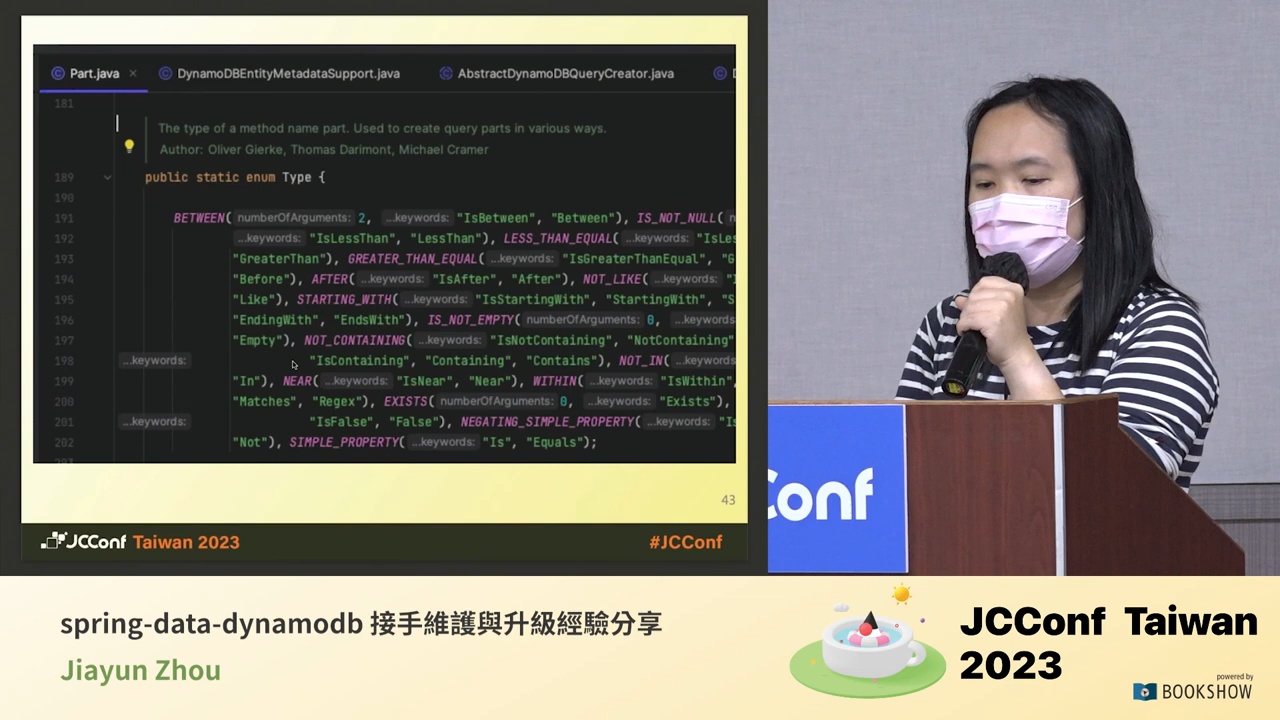 Part.java
DynamoDBEntityMetadataSupport.java
AbstractDynamoDBQueryCreator.java
181
The type of a method name part. Used to create query parts in various ways.
Author: Oliver Gierke, Thomas Darimont, Michael Cramer
189 public static enum Type {
190
191 BETWEEN( numberOfArguments: 2, ...keywords: "IsBetween", "Between"), IS_NOT_NULL(
192 ...keywords: "IsLessThan", "LessThan"), LESS_THAN_EQUAL( ...keywords: "IsLes
193 "GreaterThan"), GREATER_THAN_EQUAL( ...keywords: "IsGreaterThanEqual", "G
194 "Before"), AFTER( ...keywords: "IsAfter", "After"), NOT_LIKE( ...keywords:
195 "Like"), STARTING_WITH( ...keywords: "IsStartingWith", "StartingWith", "S
196 "EndingWith", "EndsWith"), IS_NOT_EMPTY( numberOfArguments: 0, ...keywords
197 "Empty"), NOT_CONTAINING( ...keywords: "IsNotContaining", "NotContaining"
198 ...keywords: "IsContaining", "Containing", "Contains"), NOT_IN( ...keywords
199 "In"), NEAR( ...keywords: "IsNear", "Near"), WITHIN( ...keywords: "IsWithin",
200 "Matches", "Regex"), EXISTS( numberOfArguments: 0, ...keywords: "Exists"),
201 ...keywords: "IsFalse", "False"), NEGATING_SIMPLE_PROPERTY( ...keywords: "Is
202 "Not"), SIMPLE_PROPERTY( ...keywords: "Is", "Equals");
43
JCConf Taiwan 2023
#JCConf
Conf
spring-data-dynamodb 接手維護與升級經驗分享
Jiayun Zhou
JCConf Taiwan
2023
powered by
BOOKSHOW